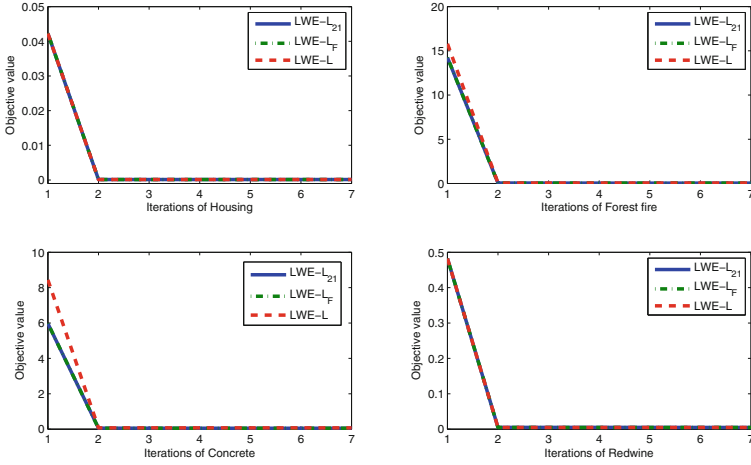 0.05
0.04
0.03
0.02
0.01
0
Objective value
1 2 3 4 5 6 7
Iterations of Housing
LWE-L21
LWE-LF
LWE-L
20
15
10
5
0
Objective value
1 2 3 4 5 6 7
Iterations of Forest fire
LWE-L21
LWE-LF
LWE-L
10
8
6
4
2
0
Objective value
1 2 3 4 5 6 7
Iterations of Concrete
LWE-L21
LWE-LF
LWE-L
0.5
0.4
0.3
0.2
0.1
0
Objective value
1 2 3 4 5 6 7
Iterations of Redwine
LWE-L21
LWE-LF
LWE-L